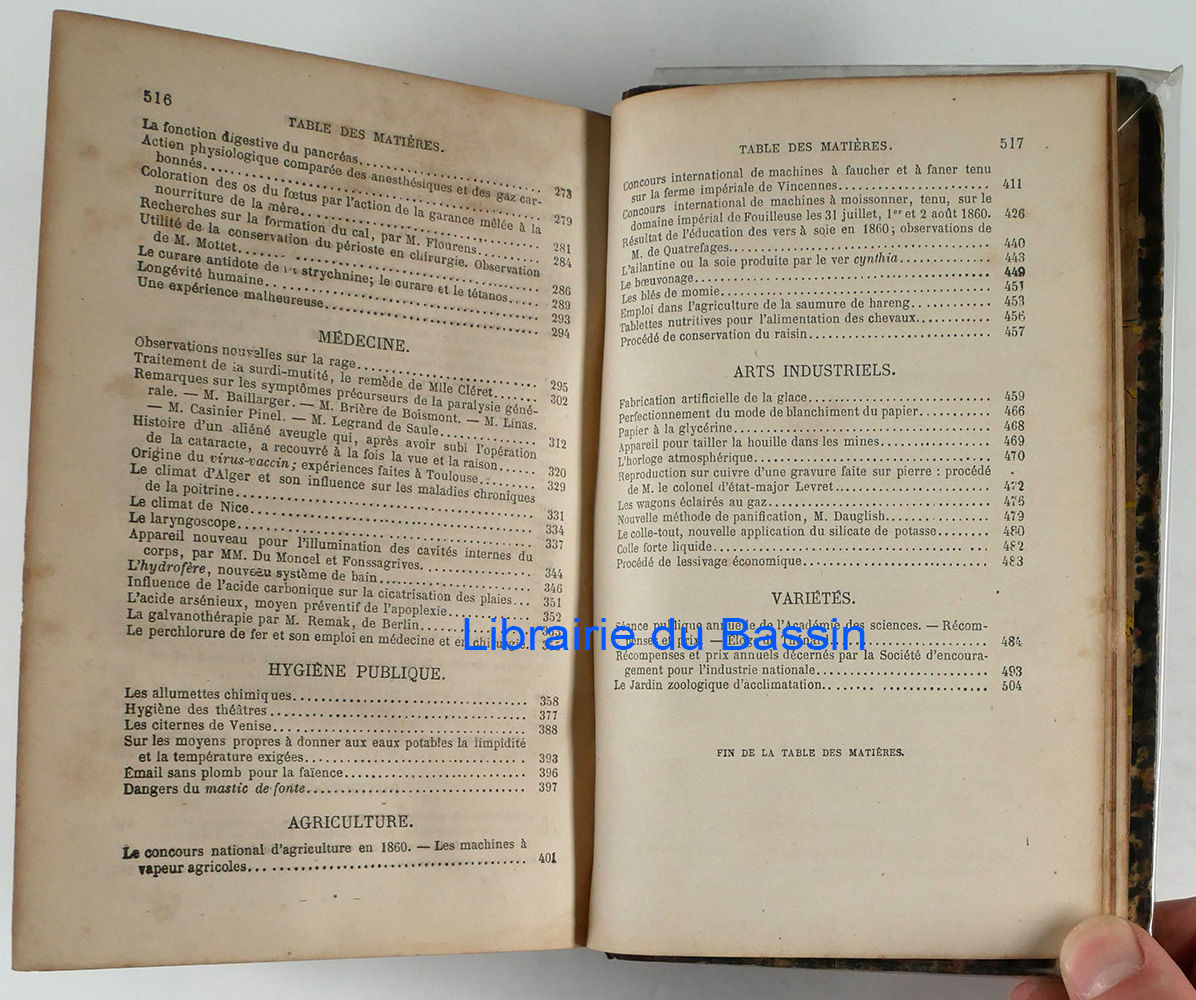 516
TABLE DES MATIÈRES.
La fonction digestive du pancréas........ 273
Action physiologique comparée des anesthésiques et des gaz car-
bonnés........ 279
Coloration des os du fœtus par l'action de la garance mêlée à la
nourriture de la mère........ 281
Recherches sur la formation du cal, par M. Flourens........ 284
Utilité de la conservation du périoste en chirurgie. Observation
de M. Mottet........ 286
Le curare antidote de strychnine; le curare et le tétanos..... 289
Longévité humaine........ 293
Une expérience malheureuse........ 294
MÉDECINE.
Observations nouvelles sur la rage........ 295
Traitement de la surdi-mutité, le remède de Mlle Cléret....... 302
Remarques sur les symptômes précurseurs de la paralysie géné-
rale. — M. Baillarger. — M. Brière de Boismont. — M. Linas.
— M. Casinier Pinel. — M. Legrand de Saule........ 312
Histoire d'un aliéné aveugle qui, après avoir subi l'opération
de la cataracte, a recouvré à la fois la vue et la raison...... 320
Origine du virus-vaccin; expériences faites à Toulouse........ 329
Le climat d'Alger et son influence sur les maladies chroniques
de la poitrine........ 331
Le climat de Nice........ 334
Le laryngoscope........ 337
Appareil nouveau pour l'illumination des cavités internes du
corps, par MM. Du Moncel et Fonssagrives........ 344
L'hydrofère, nouveau système de bain........ 346
Influence de l'acide carbonique sur la cicatrisation des plaies... 351
L'acide arsénieux, moyen préventif de l'apoplexie........ 352
La galvanothérapie par M. Remak, de Berlin........
Le perchlorure de fer et son emploi en médecine et en chirurgie.
HYGIÈNE PUBLIQUE.
Les allumettes chimiques........ 358
Hygiène des théâtres........ 377
Les citernes de Venise........ 388
Sur les moyens propres à donner aux eaux potables la limpidité
et la température exigées........ 393
Émail sans plomb pour la faïence........ 396
Dangers du mastic de fonte........ 397
AGRICULTURE.
Le concours national d'agriculture en 1860. — Les machines à
vapeur agricoles........ 401
TABLE DES MATIÈRES. 517
Concours international de machines à faucher et à faner tenu
sur la ferme impériale de Vincennes........ 411
Concours international de machines à moissonner, tenu, sur le
domaine impérial de Fouilleuse les 31 juillet, 1er et 2 août 1860. 426
Résultat de l'éducation des vers à soie en 1860; observations de
M. de Quatrefages........ 440
L'ailantine ou la soie produite par le ver cynthia........ 443
Le bœuvonage........ 449
Les blés de momie........ 451
Emploi dans l'agriculture de la saumure de hareng........ 453
Tablettes nutritives pour l'alimentation des chevaux........ 456
Procédé de conservation du raisin........ 457
ARTS INDUSTRIELS.
Fabrication artificielle de la glace........ 459
Perfectionnement du mode de blanchiment du papier........ 466
Papier à la glycérine........ 468
Appareil pour tailler la houille dans les mines........ 469
L'horloge atmosphérique........ 470
Reproduction sur cuivre d'une gravure faite sur pierre : procédé
de M. le colonel d'état-major Levret........ 472
Les wagons éclairés au gaz........ 476
Nouvelle méthode de panification, M. Dauglish........ 479
Le colle-tout, nouvelle application du silicate de potasse........ 480
Colle forte liquide........ 482
Procédé de lessivage économique........ 483
VARIÉTÉS.
Séance publique annuelle de l'Académie des sciences. — Récom-
penses et prix. — Éloge de Thénard........ 484
Récompenses et prix annuels décernés par la Société d'encoura-
gement pour l'industrie nationale........ 493
Le Jardin zoologique d'acclimatation........ 504
FIN DE LA TABLE DES MATIÈRES.
Librairie du Bassin